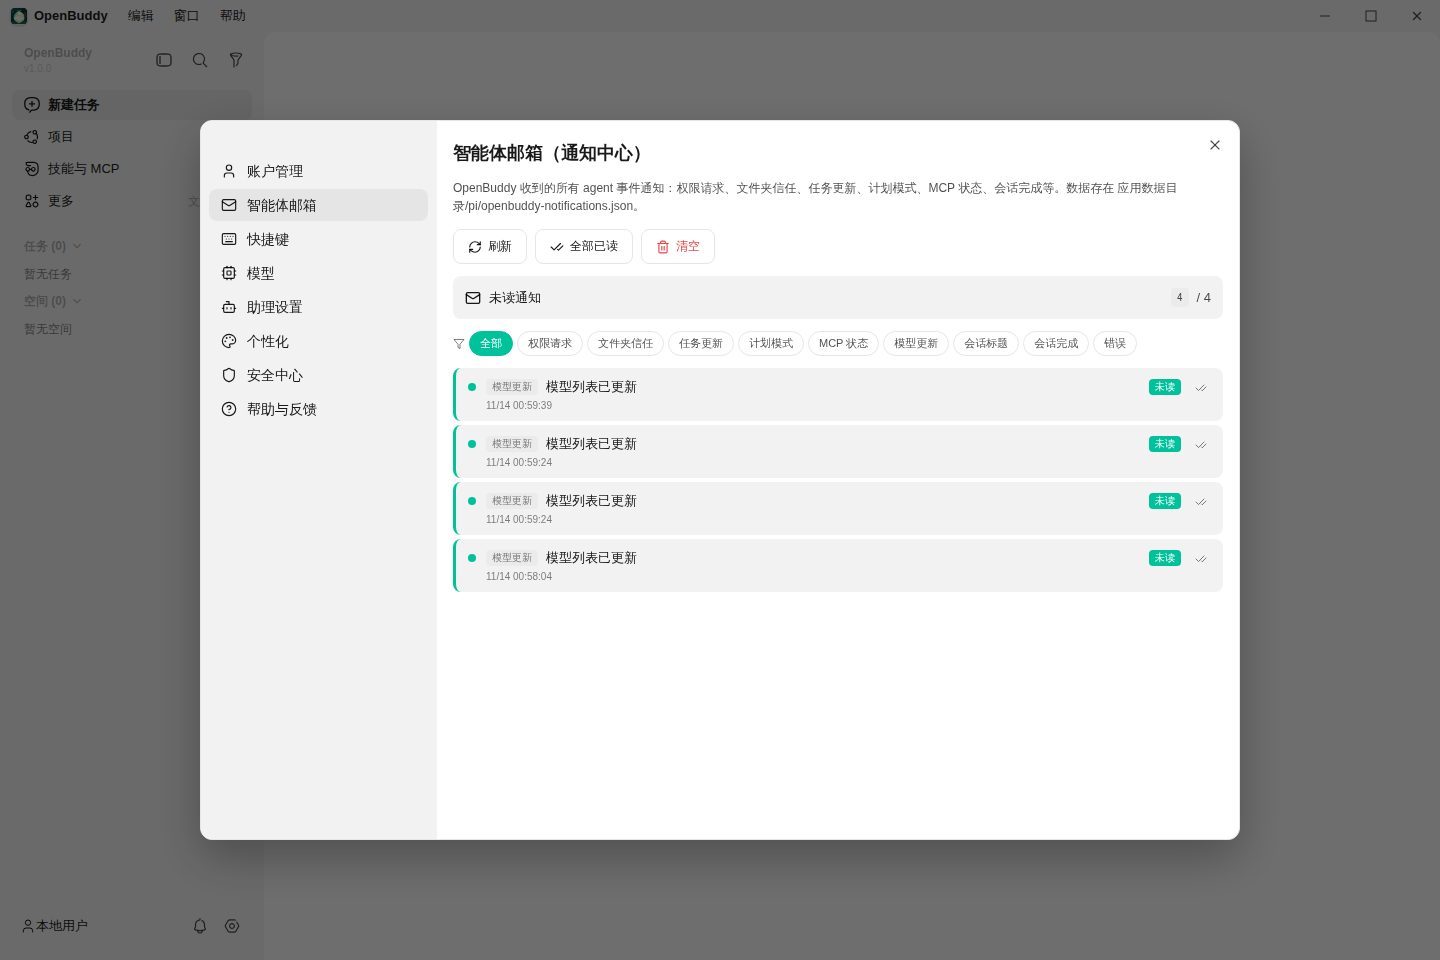 OpenBuddy 编辑 窗口 帮助
OpenBuddy
v1.0.0
新建任务
项目
技能与 MCP
更多 文
任务 (0)
暂无任务
空间 (0)
暂无空间
本地用户
账户管理
智能体邮箱
快捷键
模型
助理设置
个性化
安全中心
帮助与反馈
智能体邮箱（通知中心）
OpenBuddy 收到的所有 agent 事件通知：权限请求、文件夹信任、任务更新、计划模式、MCP 状态、会话完成等。数据存在 应用数据目
录/pi/openbuddy-notifications.json。
刷新 全部已读 清空
未读通知 4 / 4
全部 权限请求 文件夹信任 任务更新 计划模式 MCP 状态 模型更新 会话标题 会话完成 错误
模型更新 模型列表已更新 未读
11/14 00:59:39
模型更新 模型列表已更新 未读
11/14 00:59:24
模型更新 模型列表已更新 未读
11/14 00:59:24
模型更新 模型列表已更新 未读
11/14 00:58:04